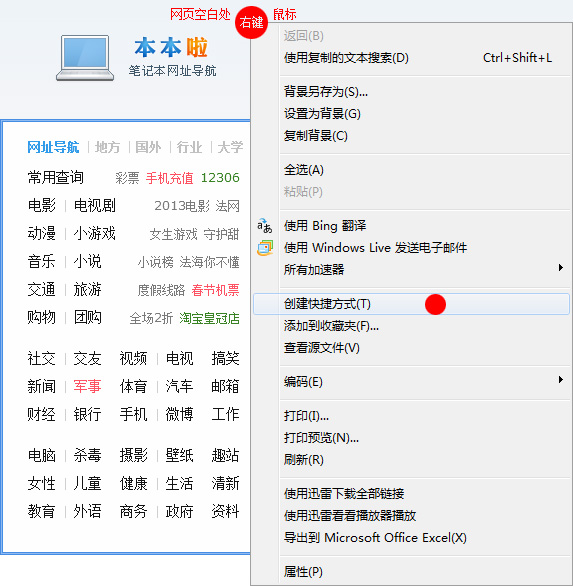 网页空白处 右键 鼠标
本本啦
笔记本网址导航
网址导航 地方 国外 行业 大学
常用查询 彩票 手机充值 12306
电影 电视剧 2013电影 法网
动漫 小游戏 女生游戏 守护甜
音乐 小说 小说榜 法海你不懂
交通 旅游 度假线路 春节机票
购物 团购 全场2折 淘宝皇冠店
社交 交友 视频 电视 搞笑
新闻 军事 体育 汽车 邮箱
财经 银行 手机 微博 工作
电脑 杀毒 摄影 壁纸 趣站
女性 儿童 健康 生活 清新
教育 外语 商务 政府 资料
返回(B)
使用复制的文本搜索(D) Ctrl+Shift+L
背景另存为(S)...
设置为背景(G)
复制背景(C)
全选(A)
粘贴(P)
使用 Bing 翻译
使用 Windows Live 发送电子邮件
所有加速器
创建快捷方式(T)
添加到收藏夹(F)...
查看源文件(V)
编码(E)
打印(I)...
打印预览(N)...
刷新(R)
使用迅雷下载全部链接
使用迅雷看看播放器播放
导出到 Microsoft Office Excel(X)
属性(P)